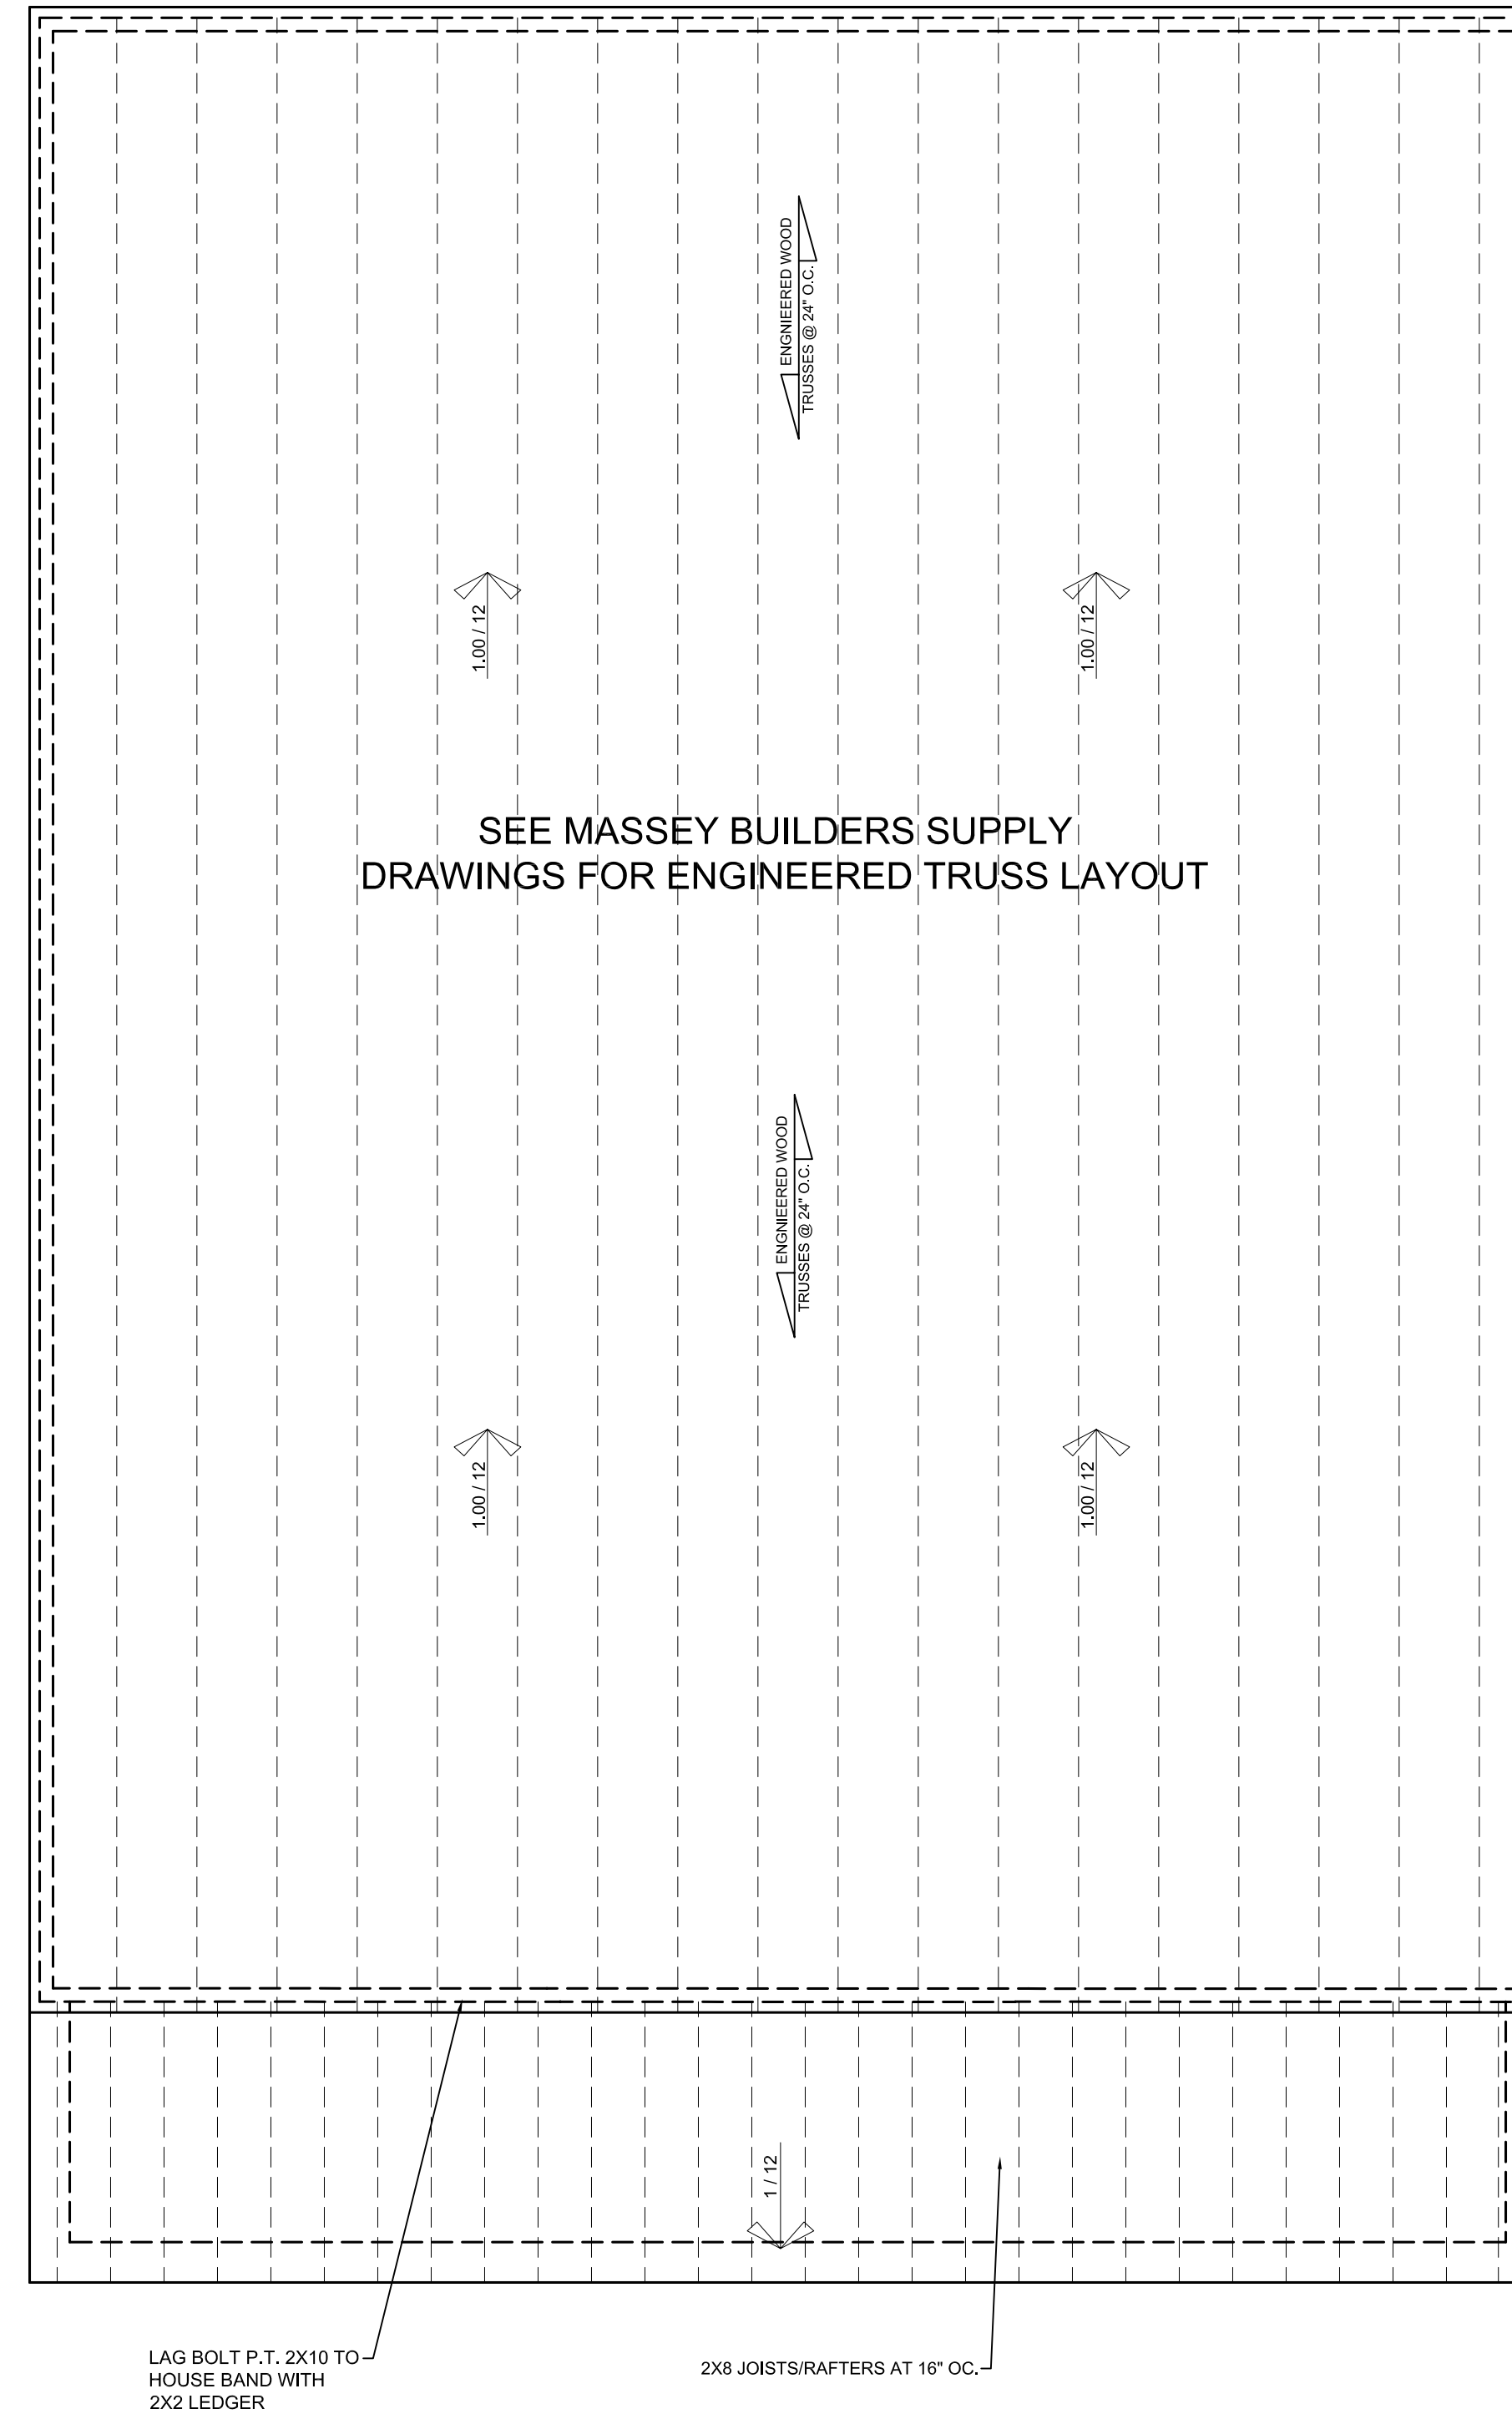 ENGNIEERED WOOD
TRUSSES @ 24" O.C.
1.00 / 12
1.00 / 12
SEE MASSEY BUILDERS SUPPLY
DRAWINGS FOR ENGINEERED TRUSS LAYOUT
ENGNIEERED WOOD
TRUSSES @ 24" O.C.
1.00 / 12
1.00 / 12
1 / 12
LAG BOLT P.T. 2X10 TO
HOUSE BAND WITH
2X2 LEDGER
2X8 JOISTS/RAFTERS AT 16" OC.